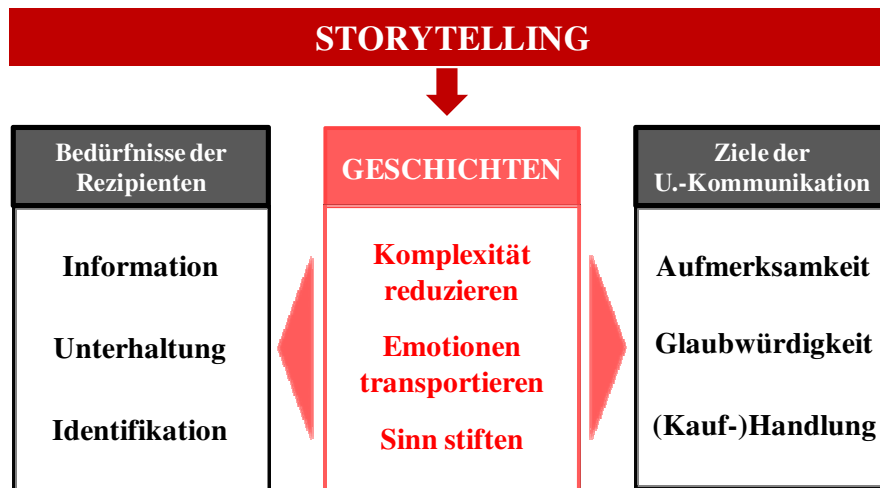 STORYTELLING
Bedürfnisse der
Rezipienten
Information
Unterhaltung
Identifikation
GESCHICHTEN
Komplexität
reduzieren
Emotionen
transportieren
Sinn stiften
Ziele der
U.-Kommunikation
Aufmerksamkeit
Glaubwürdigkeit
(Kauf-)Handlung